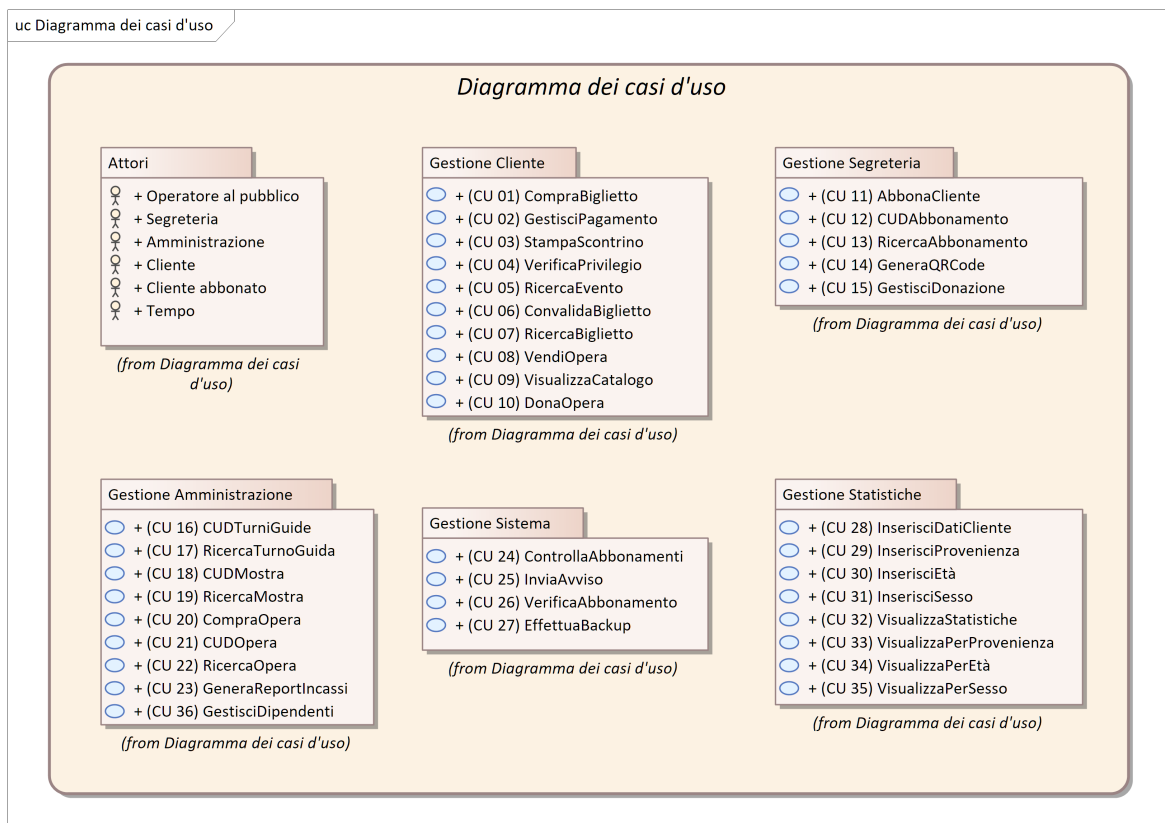 uc Diagramma dei casi d'uso
Diagramma dei casi d'uso
Attori
+ Operatore al pubblico
+ Segreteria
+ Amministrazione
+ Cliente
+ Cliente abbonato
+ Tempo
(from Diagramma dei casi
d'uso)
Gestione Cliente
+ (CU 01) CompraBiglietto
+ (CU 02) GestisciPagamento
+ (CU 03) StampaScontrino
+ (CU 04) VerificaPrivilegio
+ (CU 05) RicercaEvento
+ (CU 06) ConvalidaBiglietto
+ (CU 07) RicercaBiglietto
+ (CU 08) VendiOpera
+ (CU 09) VisualizzaCatalogo
+ (CU 10) DonaOpera
(from Diagramma dei casi d'uso)
Gestione Segreteria
+ (CU 11) AbbonaCliente
+ (CU 12) CUDAbbonamento
+ (CU 13) RicercaAbbonamento
+ (CU 14) GeneraQRCode
+ (CU 15) GestisciDonazione
(from Diagramma dei casi d'uso)
Gestione Amministrazione
+ (CU 16) CUDTurniGuide
+ (CU 17) RicercaTurnoGuida
+ (CU 18) CUDMostra
+ (CU 19) RicercaMostra
+ (CU 20) CompraOpera
+ (CU 21) CUDOpera
+ (CU 22) RicercaOpera
+ (CU 23) GeneraReportIncassi
+ (CU 36) GestisciDipendenti
(from Diagramma dei casi d'uso)
Gestione Sistema
+ (CU 24) ControllaAbbonamenti
+ (CU 25) InviaAvviso
+ (CU 26) VerificaAbbonamento
+ (CU 27) EffettuaBackup
(from Diagramma dei casi d'uso)
Gestione Statistiche
+ (CU 28) InserisciDatiCliente
+ (CU 29) InserisciProvenienza
+ (CU 30) InserisciEtà
+ (CU 31) InserisciSesso
+ (CU 32) VisualizzaStatistiche
+ (CU 33) VisualizzaPerProvenienza
+ (CU 34) VisualizzaPerEtà
+ (CU 35) VisualizzaPerSesso
(from Diagramma dei casi d'uso)